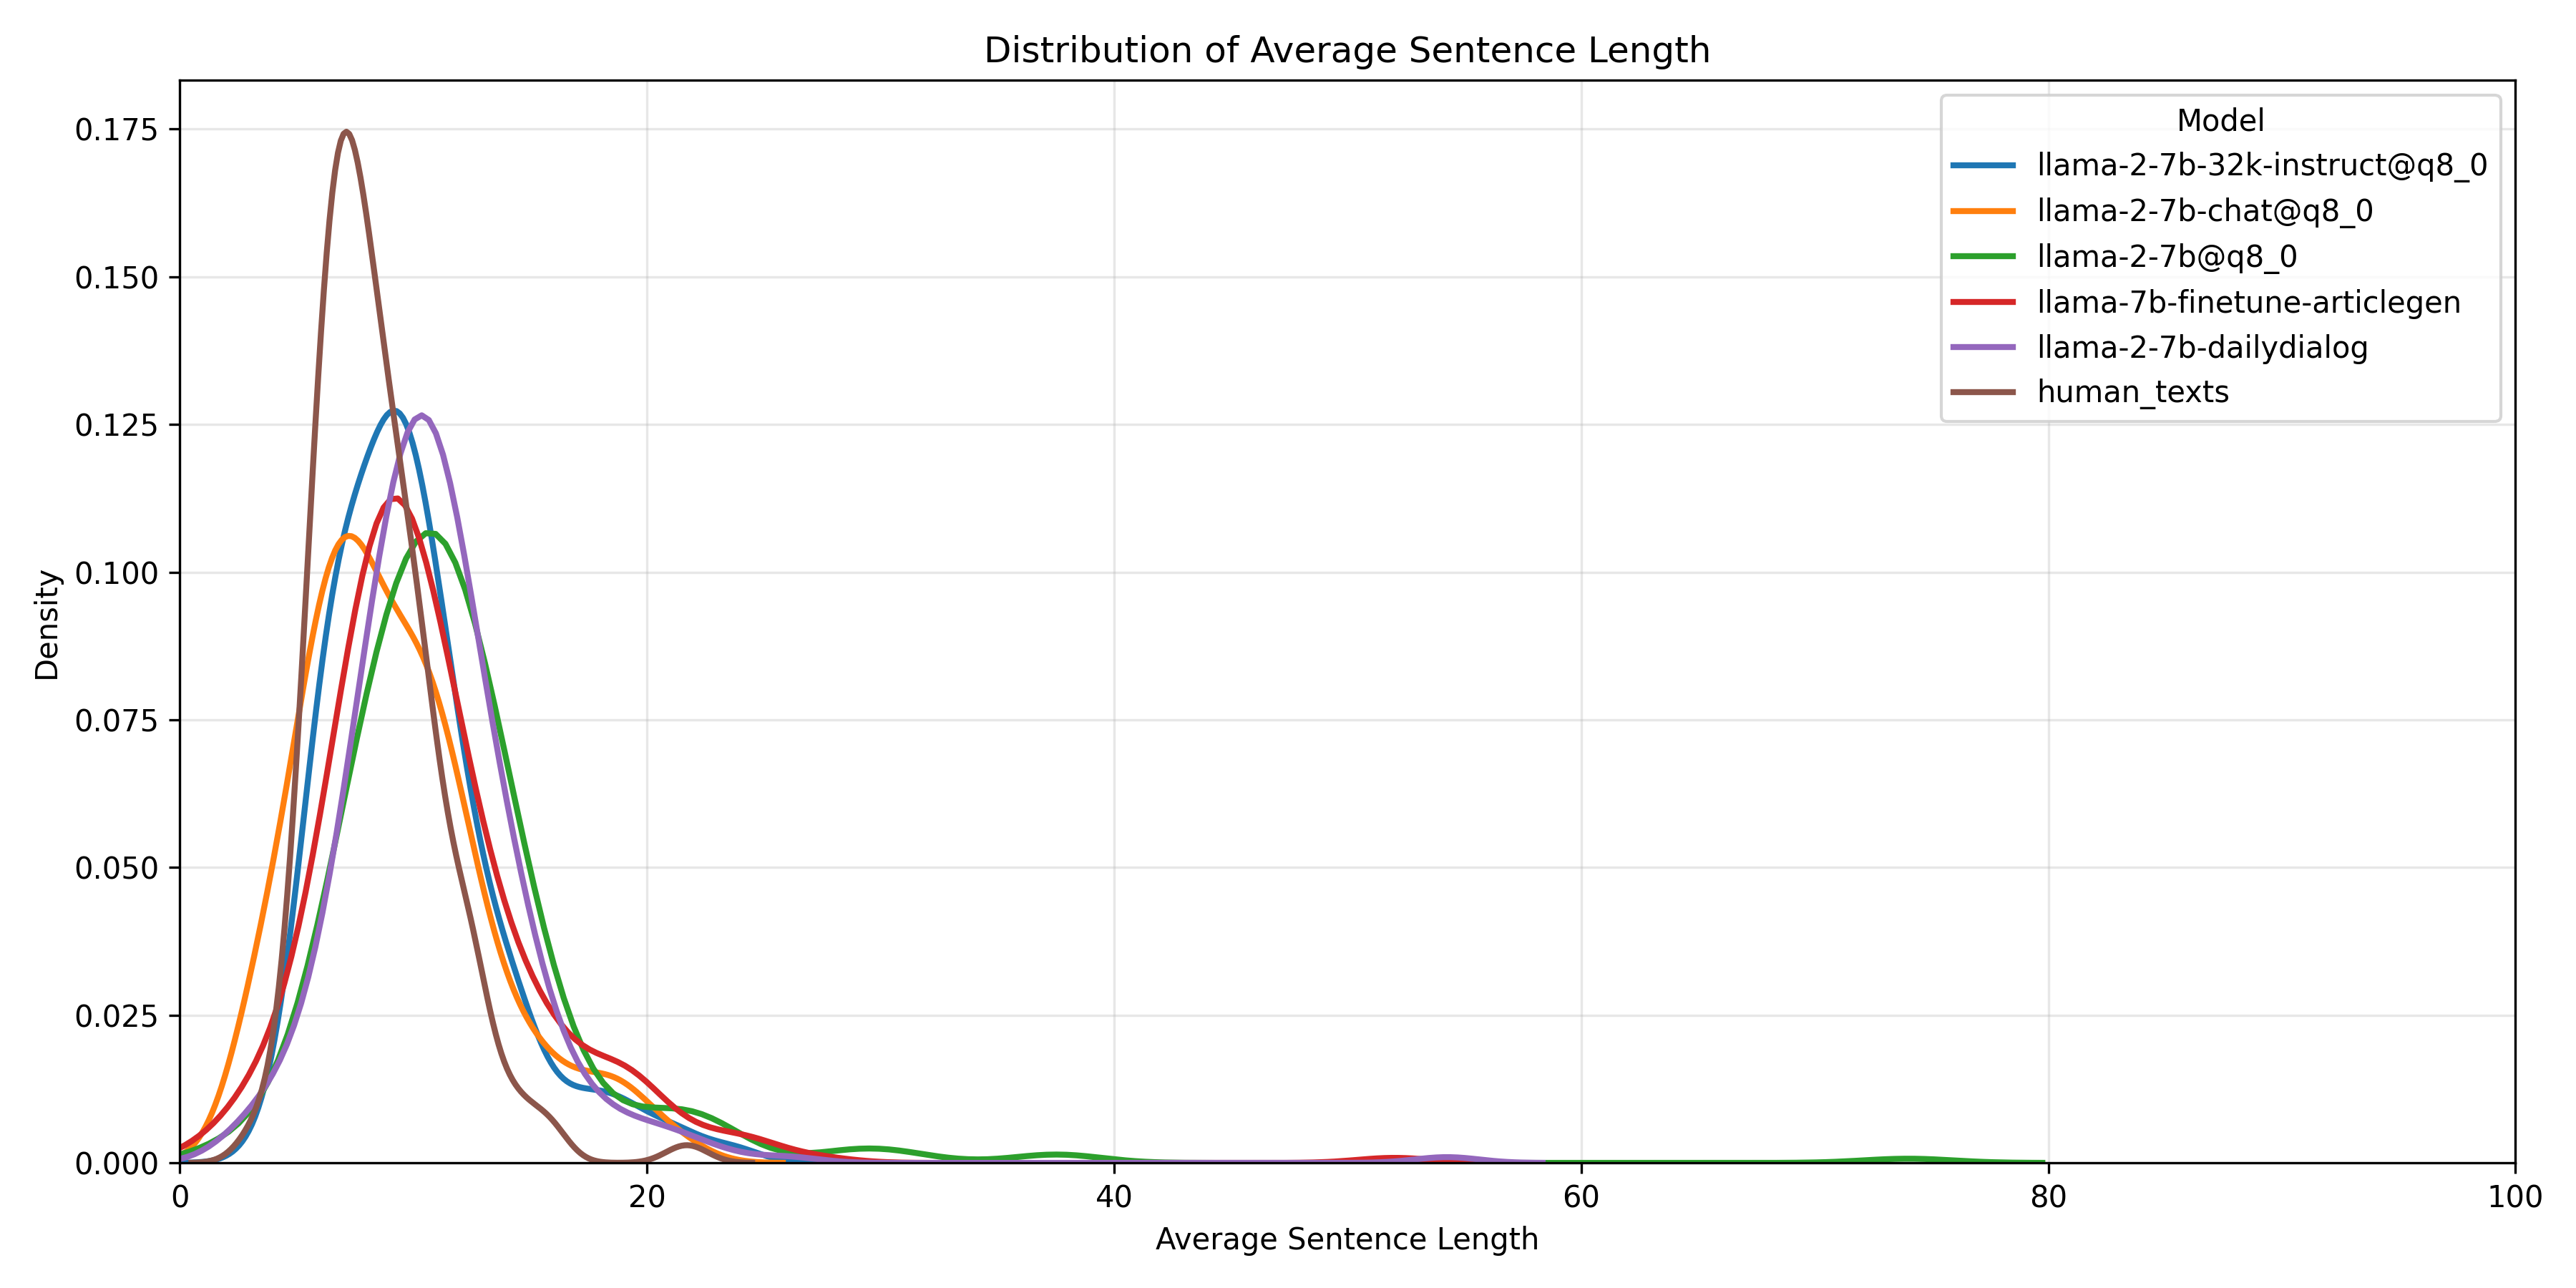 Distribution of Average Sentence Length
Model
llama-2-7b-32k-instruct@q8_0
llama-2-7b-chat@q8_0
llama-2-7b@q8_0
llama-7b-finetune-articlegen
llama-2-7b-dailydialog
human_texts
0.175
0.150
0.125
0.100
0.075
0.050
0.025
0.000
Density
0 20 40 60 80 100
Average Sentence Length